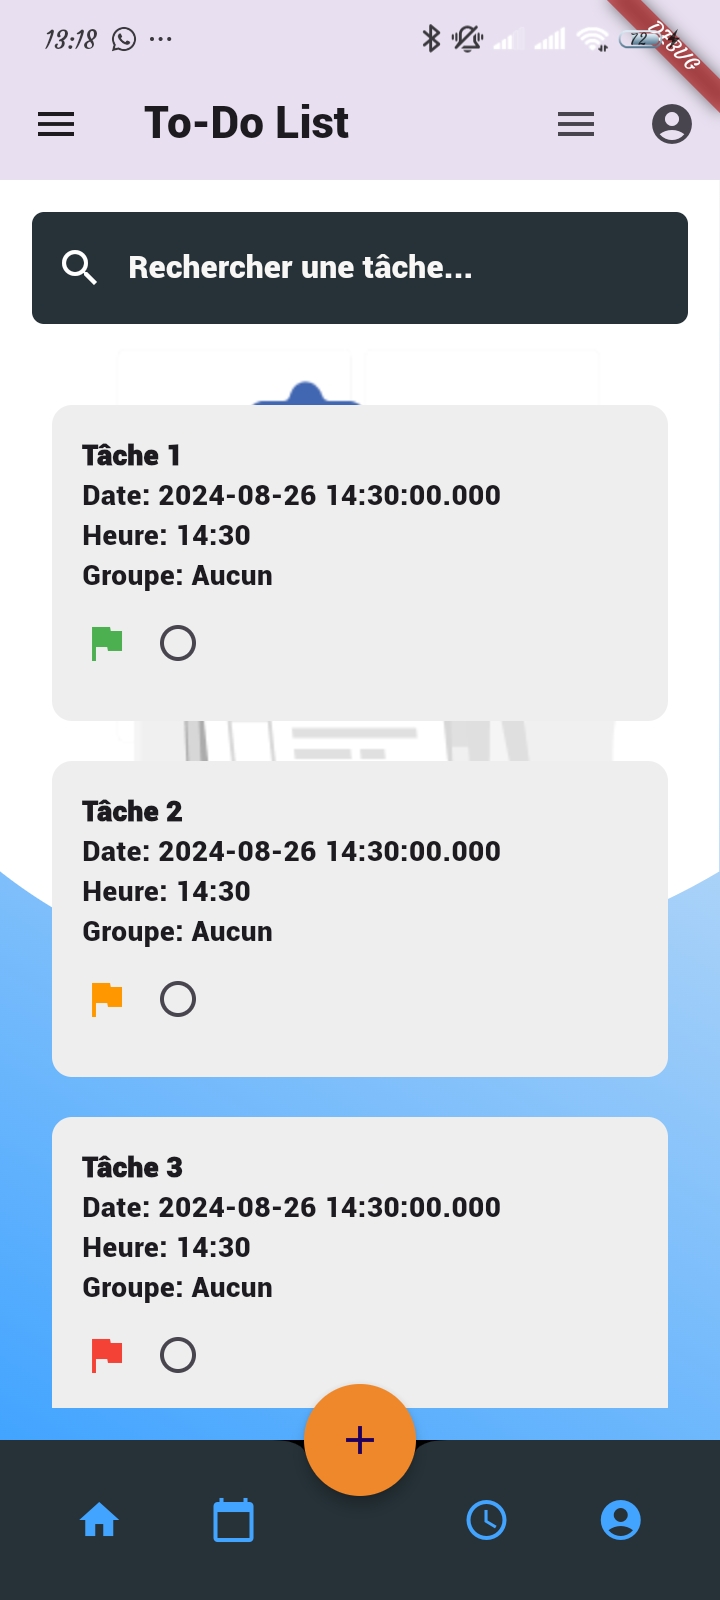 13:18
72
DEBUG
To-Do List
Rechercher une tâche...
Tâche 1
Date: 2024-08-26 14:30:00.000
Heure: 14:30
Groupe: Aucun
Tâche 2
Date: 2024-08-26 14:30:00.000
Heure: 14:30
Groupe: Aucun
Tâche 3
Date: 2024-08-26 14:30:00.000
Heure: 14:30
Groupe: Aucun